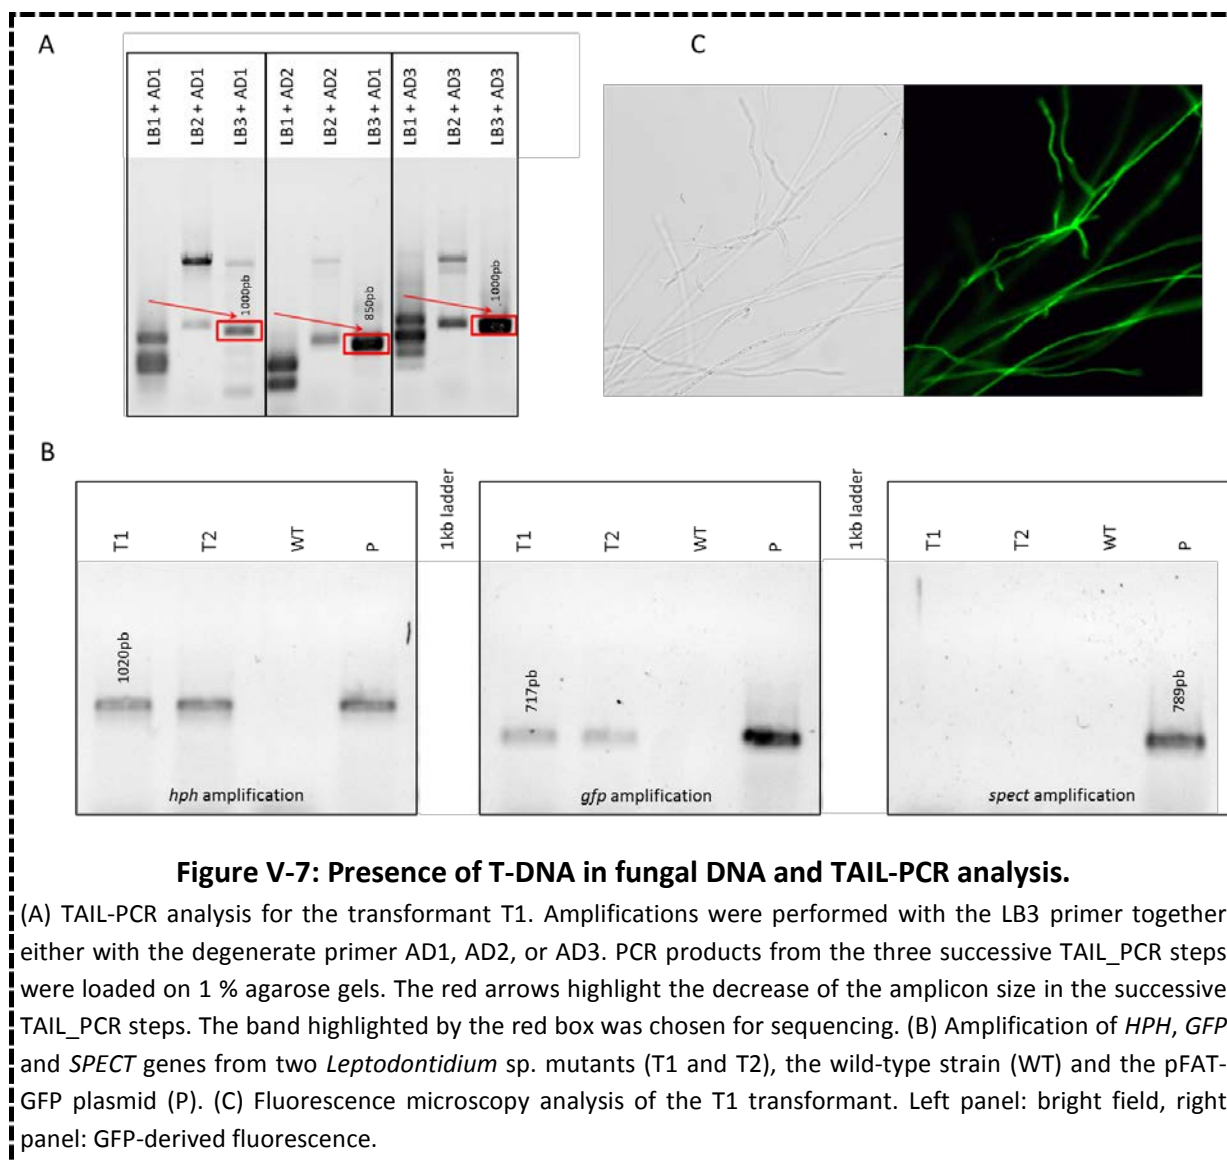 A
C
LB1 + AD1
LB2 + AD1
LB3 + AD1
LB1 + AD2
LB2 + AD2
LB3 + AD1
LB1 + AD3
LB2 + AD3
LB3 + AD3
1000pb
850pb
1000pb
B
T1
T2
WT
P
1kb ladder
T1
T2
WT
P
1kb ladder
T1
T2
WT
P
1020pb
717pb
789pb
hph amplification
gfp amplification
spect amplification
Figure V-7: Presence of T-DNA in fungal DNA and TAIL-PCR analysis.
(A) TAIL-PCR analysis for the transformant T1. Amplifications were performed with the LB3 primer together
either with the degenerate primer AD1, AD2, or AD3. PCR products from the three successive TAIL_PCR steps
were loaded on 1 % agarose gels. The red arrows highlight the decrease of the amplicon size in the successive
TAIL_PCR steps. The band highlighted by the red box was chosen for sequencing. (B) Amplification of HPH, GFP
and SPECT genes from two Leptodontidium sp. mutants (T1 and T2), the wild-type strain (WT) and the pFAT-
GFP plasmid (P). (C) Fluorescence microscopy analysis of the T1 transformant. Left panel: bright field, right
panel: GFP-derived fluorescence.